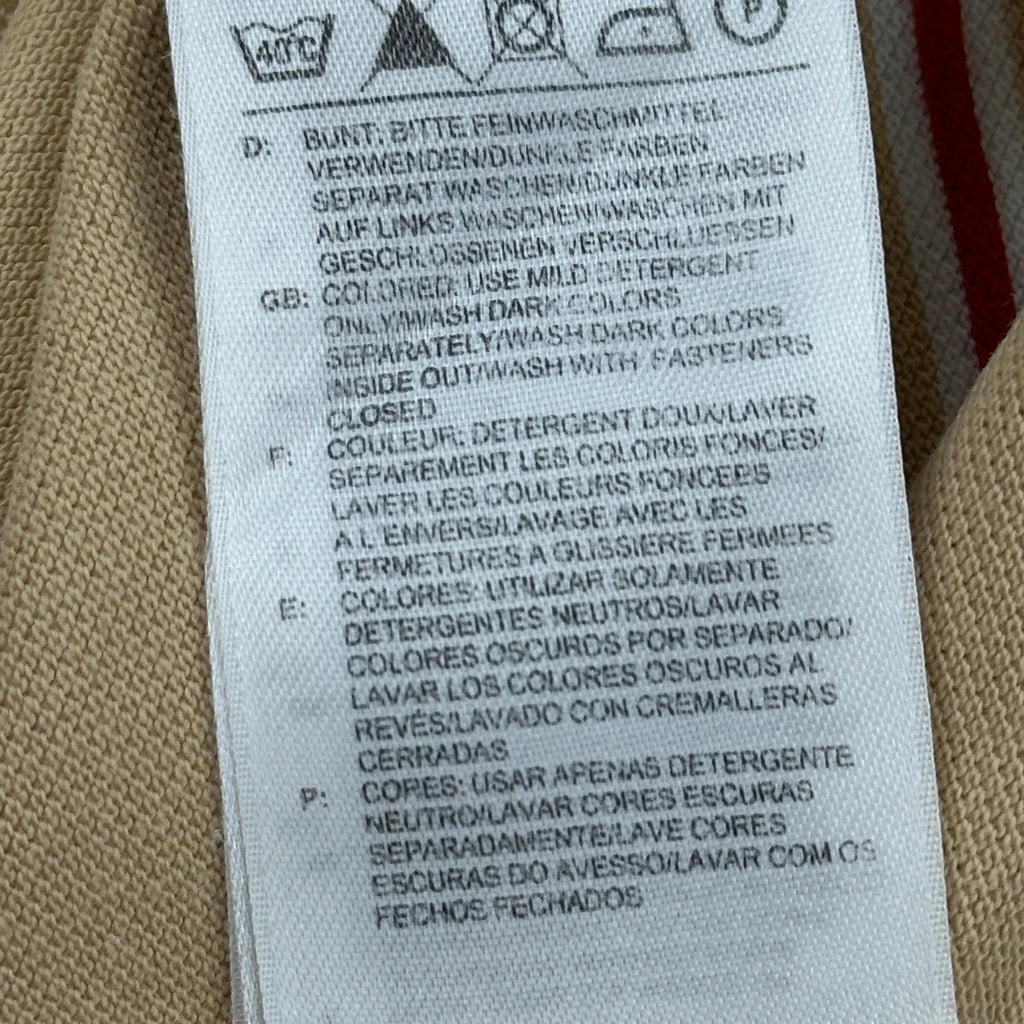 40°C
P
D: BUNT: BITTE FEINWASCHMITTEL
VERWENDEN/DUNKLE FARBEN
SEPARAT WASCHEN/DUNKLE FARBEN
AUF LINKS WASCHEN/WASCHEN MIT
GESCHLOSSENEN VERSCHLUESSEN
GB: COLORED: USE MILD DETERGENT
ONLY/WASH DARK COLORS
SEPARATELY/WASH DARK COLORS
INSIDE OUT/WASH WITH FASTENERS
CLOSED
F: COULEUR: DETERGENT DOUX/LAVER
SEPAREMENT LES COLORIS FONCES/
LAVER LES COULEURS FONCEES
A L'ENVERS/LAVAGE AVEC LES
FERMETURES A GLISSIERE FERMEES
E: COLORES: UTILIZAR SOLAMENTE
DETERGENTES NEUTROS/LAVAR
COLORES OSCUROS POR SEPARADO/
LAVAR LOS COLORES OSCUROS AL
REVÉS/LAVADO CON CREMALLERAS
CERRADAS
P: CORES: USAR APENAS DETERGENTE
NEUTRO/LAVAR CORES ESCURAS
SEPARADAMENTE/LAVE CORES
ESCURAS DO AVESSO/LAVAR COM OS
FECHOS FECHADOS